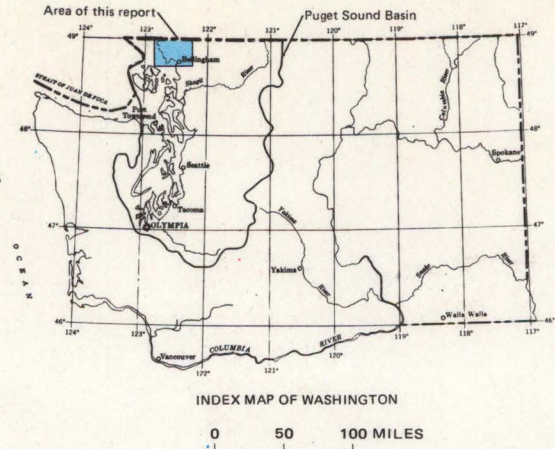 Area of this report
Puget Sound Basin
123° 122° 121° 120° 119° 118° 117°
49° 49°
Bellingham
Skagit River
Columbia River
STRAIT OF JUAN DE FUCA
Port Townsend
48° 48°
Spokane
Seattle
Tacoma
OLYMPIA
47° 47°
Yakima River
OCEAN
Yakima
Snake River
Walla Walla
46° 46°
124° 123°
Vancouver
COLUMBIA RIVER
122° 121° 120° 119° 118° 117°
INDEX MAP OF WASHINGTON
0 50 100 MILES